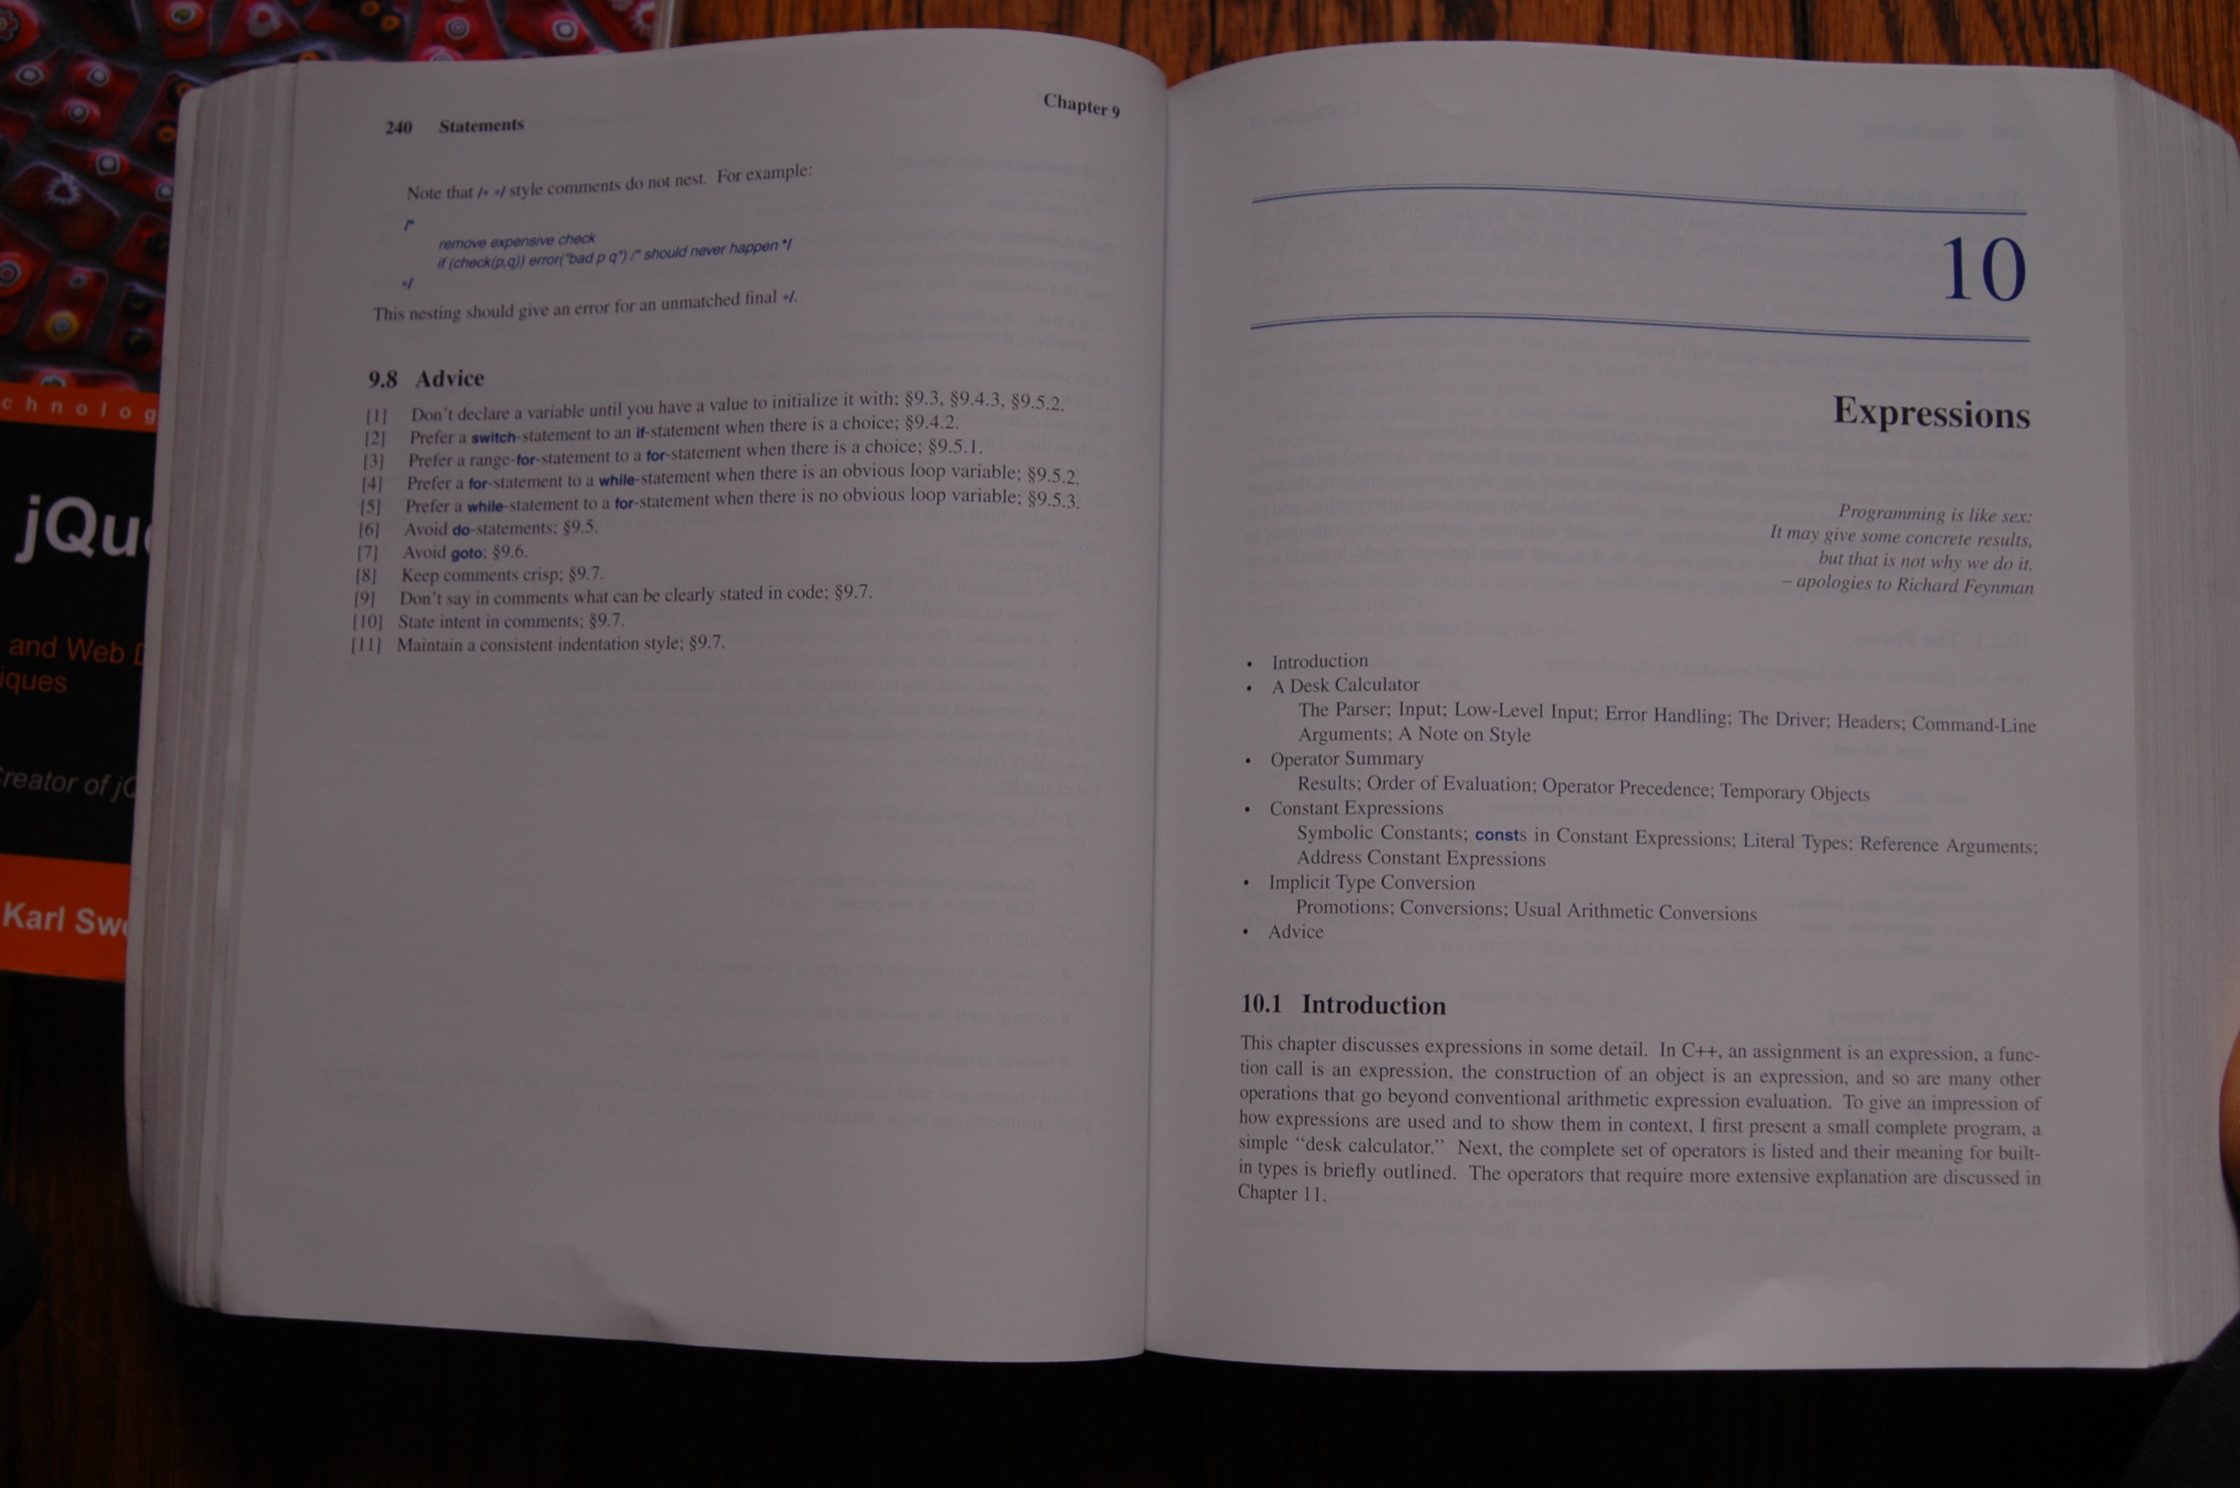 240 Statements Chapter 9
Note that /* */ style comments do not nest. For example:
/*
remove expensive check
if (check(p,q)) error("bad p q") /* should never happen */
*/
This nesting should give an error for an unmatched final */.
9.8 Advice
[1] Don't declare a variable until you have a value to initialize it with; §9.3, §9.4.3, §9.5.2.
[2] Prefer a switch-statement to an if-statement when there is a choice; §9.4.2.
[3] Prefer a range-for-statement to a for-statement when there is a choice; §9.5.1.
[4] Prefer a for-statement to a while-statement when there is an obvious loop variable; §9.5.2.
[5] Prefer a while-statement to a for-statement when there is no obvious loop variable; §9.5.3.
[6] Avoid do-statements; §9.5.
[7] Avoid goto; §9.6.
[8] Keep comments crisp; §9.7.
[9] Don't say in comments what can be clearly stated in code; §9.7.
[10] State intent in comments; §9.7.
[11] Maintain a consistent indentation style; §9.7.
10
Expressions
Programming is like sex:
It may give some concrete results,
but that is not why we do it.
– apologies to Richard Feynman
• Introduction
• A Desk Calculator
The Parser; Input; Low-Level Input; Error Handling; The Driver; Headers; Command-Line
Arguments; A Note on Style
• Operator Summary
Results; Order of Evaluation; Operator Precedence; Temporary Objects
• Constant Expressions
Symbolic Constants; consts in Constant Expressions; Literal Types; Reference Arguments;
Address Constant Expressions
• Implicit Type Conversion
Promotions; Conversions; Usual Arithmetic Conversions
• Advice
10.1 Introduction
This chapter discusses expressions in some detail. In C++, an assignment is an expression, a func-
tion call is an expression, the construction of an object is an expression, and so are many other
operations that go beyond conventional arithmetic expression evaluation. To give an impression of
how expressions are used and to show them in context, I first present a small complete program, a
simple “desk calculator.” Next, the complete set of operators is listed and their meaning for built-
in types is briefly outlined. The operators that require more extensive explanation are discussed in
Chapter 11.
c h n o l o g
jQu
and Web D
iques
reator of jQ
Karl Sw